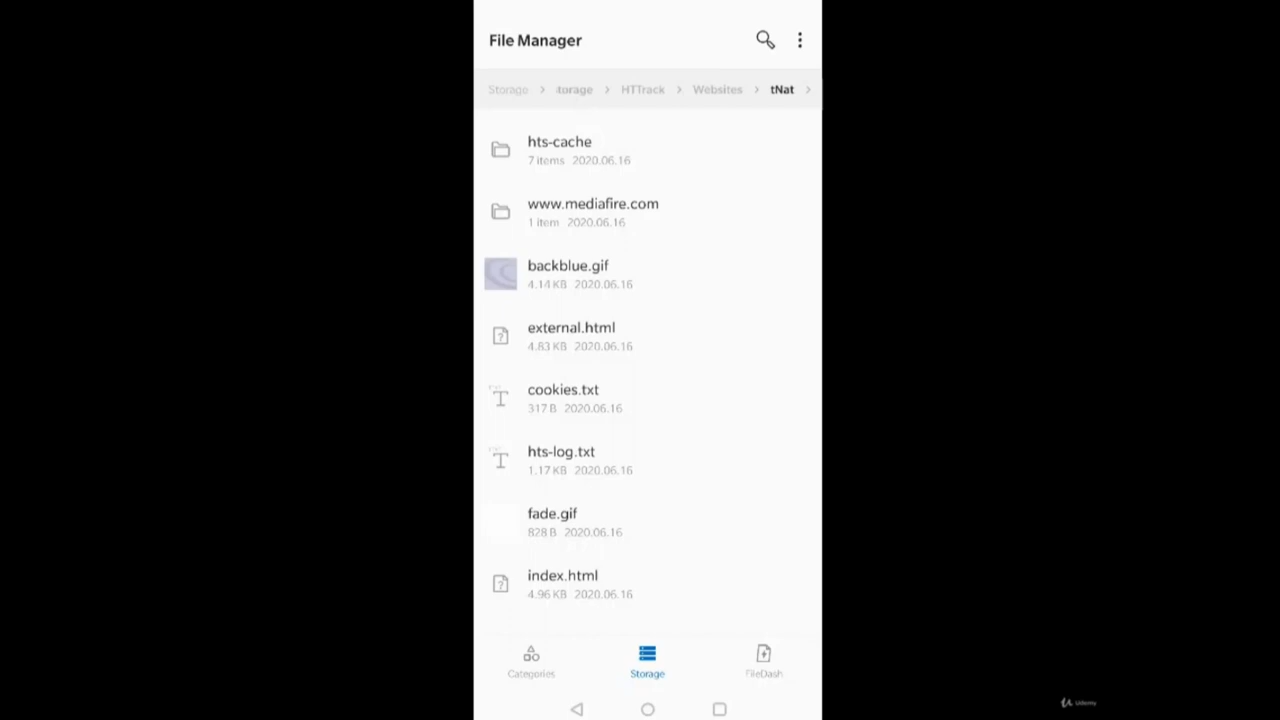 File Manager
Storage > torage > HTTrack > Websites > tNat >
hts-cache
7 items 2020.06.16
www.mediafire.com
1 item 2020.06.16
backblue.gif
4.14 KB 2020.06.16
external.html
4.83 KB 2020.06.16
cookies.txt
317 B 2020.06.16
hts-log.txt
1.17 KB 2020.06.16
fade.gif
828 B 2020.06.16
index.html
4.96 KB 2020.06.16
Categories Storage FileDash
Udemy